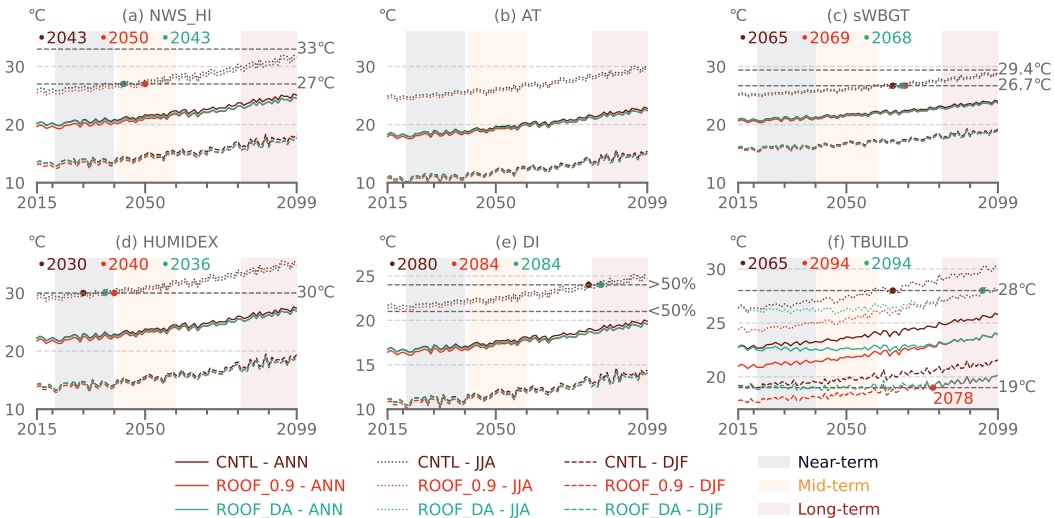 ℃ (a) NWS_HI
•2043 •2050 •2043
33℃
27℃
30
20
10
2015 2050 2099
(b) AT
℃
30
20
10
2015 2050 2099
℃ (c) sWBGT
•2065 •2069 •2068
29.4℃
26.7℃
30
20
10
2015 2050 2099
℃ (d) HUMIDEX
•2030 •2040 •2036
30℃
30
20
10
2015 2050 2099
℃ (e) DI
•2080 •2084 •2084
>50%
<50%
25
20
15
10
2015 2050 2099
℃ (f) TBUILD
•2065 •2094 •2094
28℃
19℃
2078
30
25
20
2015 2050 2099
CNTL - ANN CNTL - JJA CNTL - DJF Near-term
ROOF_0.9 - ANN ROOF_0.9 - JJA ROOF_0.9 - DJF Mid-term
ROOF_DA - ANN ROOF_DA - JJA ROOF_DA - DJF Long-term